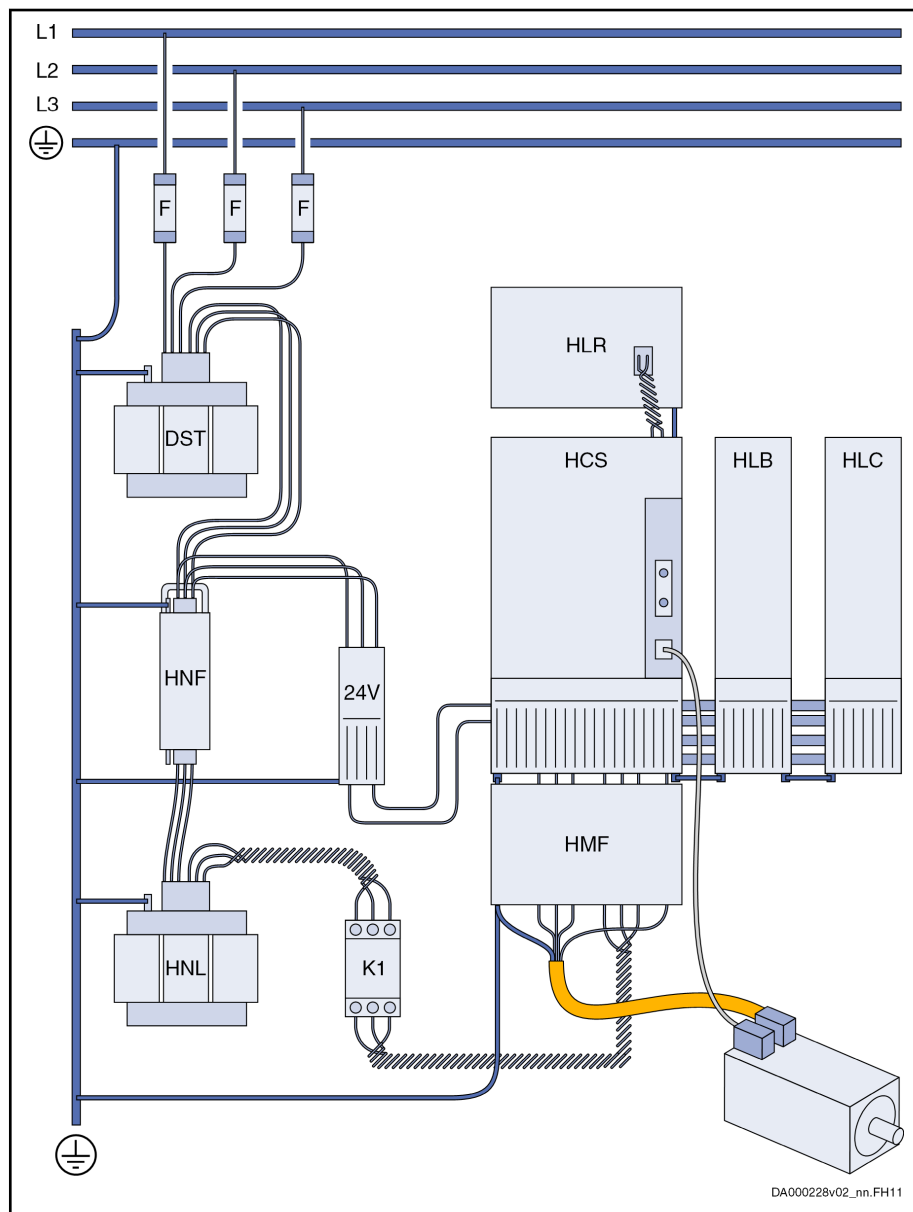 L1
L2
L3
F F F
HLR
DST
HCS
HLB
HLC
HNF
24V
HMF
HNL
K1
DA000228v02_nn.FH11